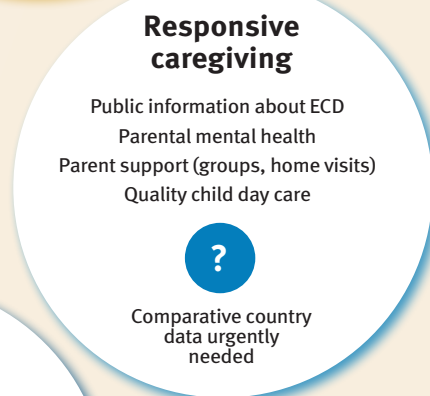 Responsive
caregiving
Public information about ECD
Parental mental health
Parent support (groups, home visits)
Quality child day care
?
Comparative country
data urgently
needed